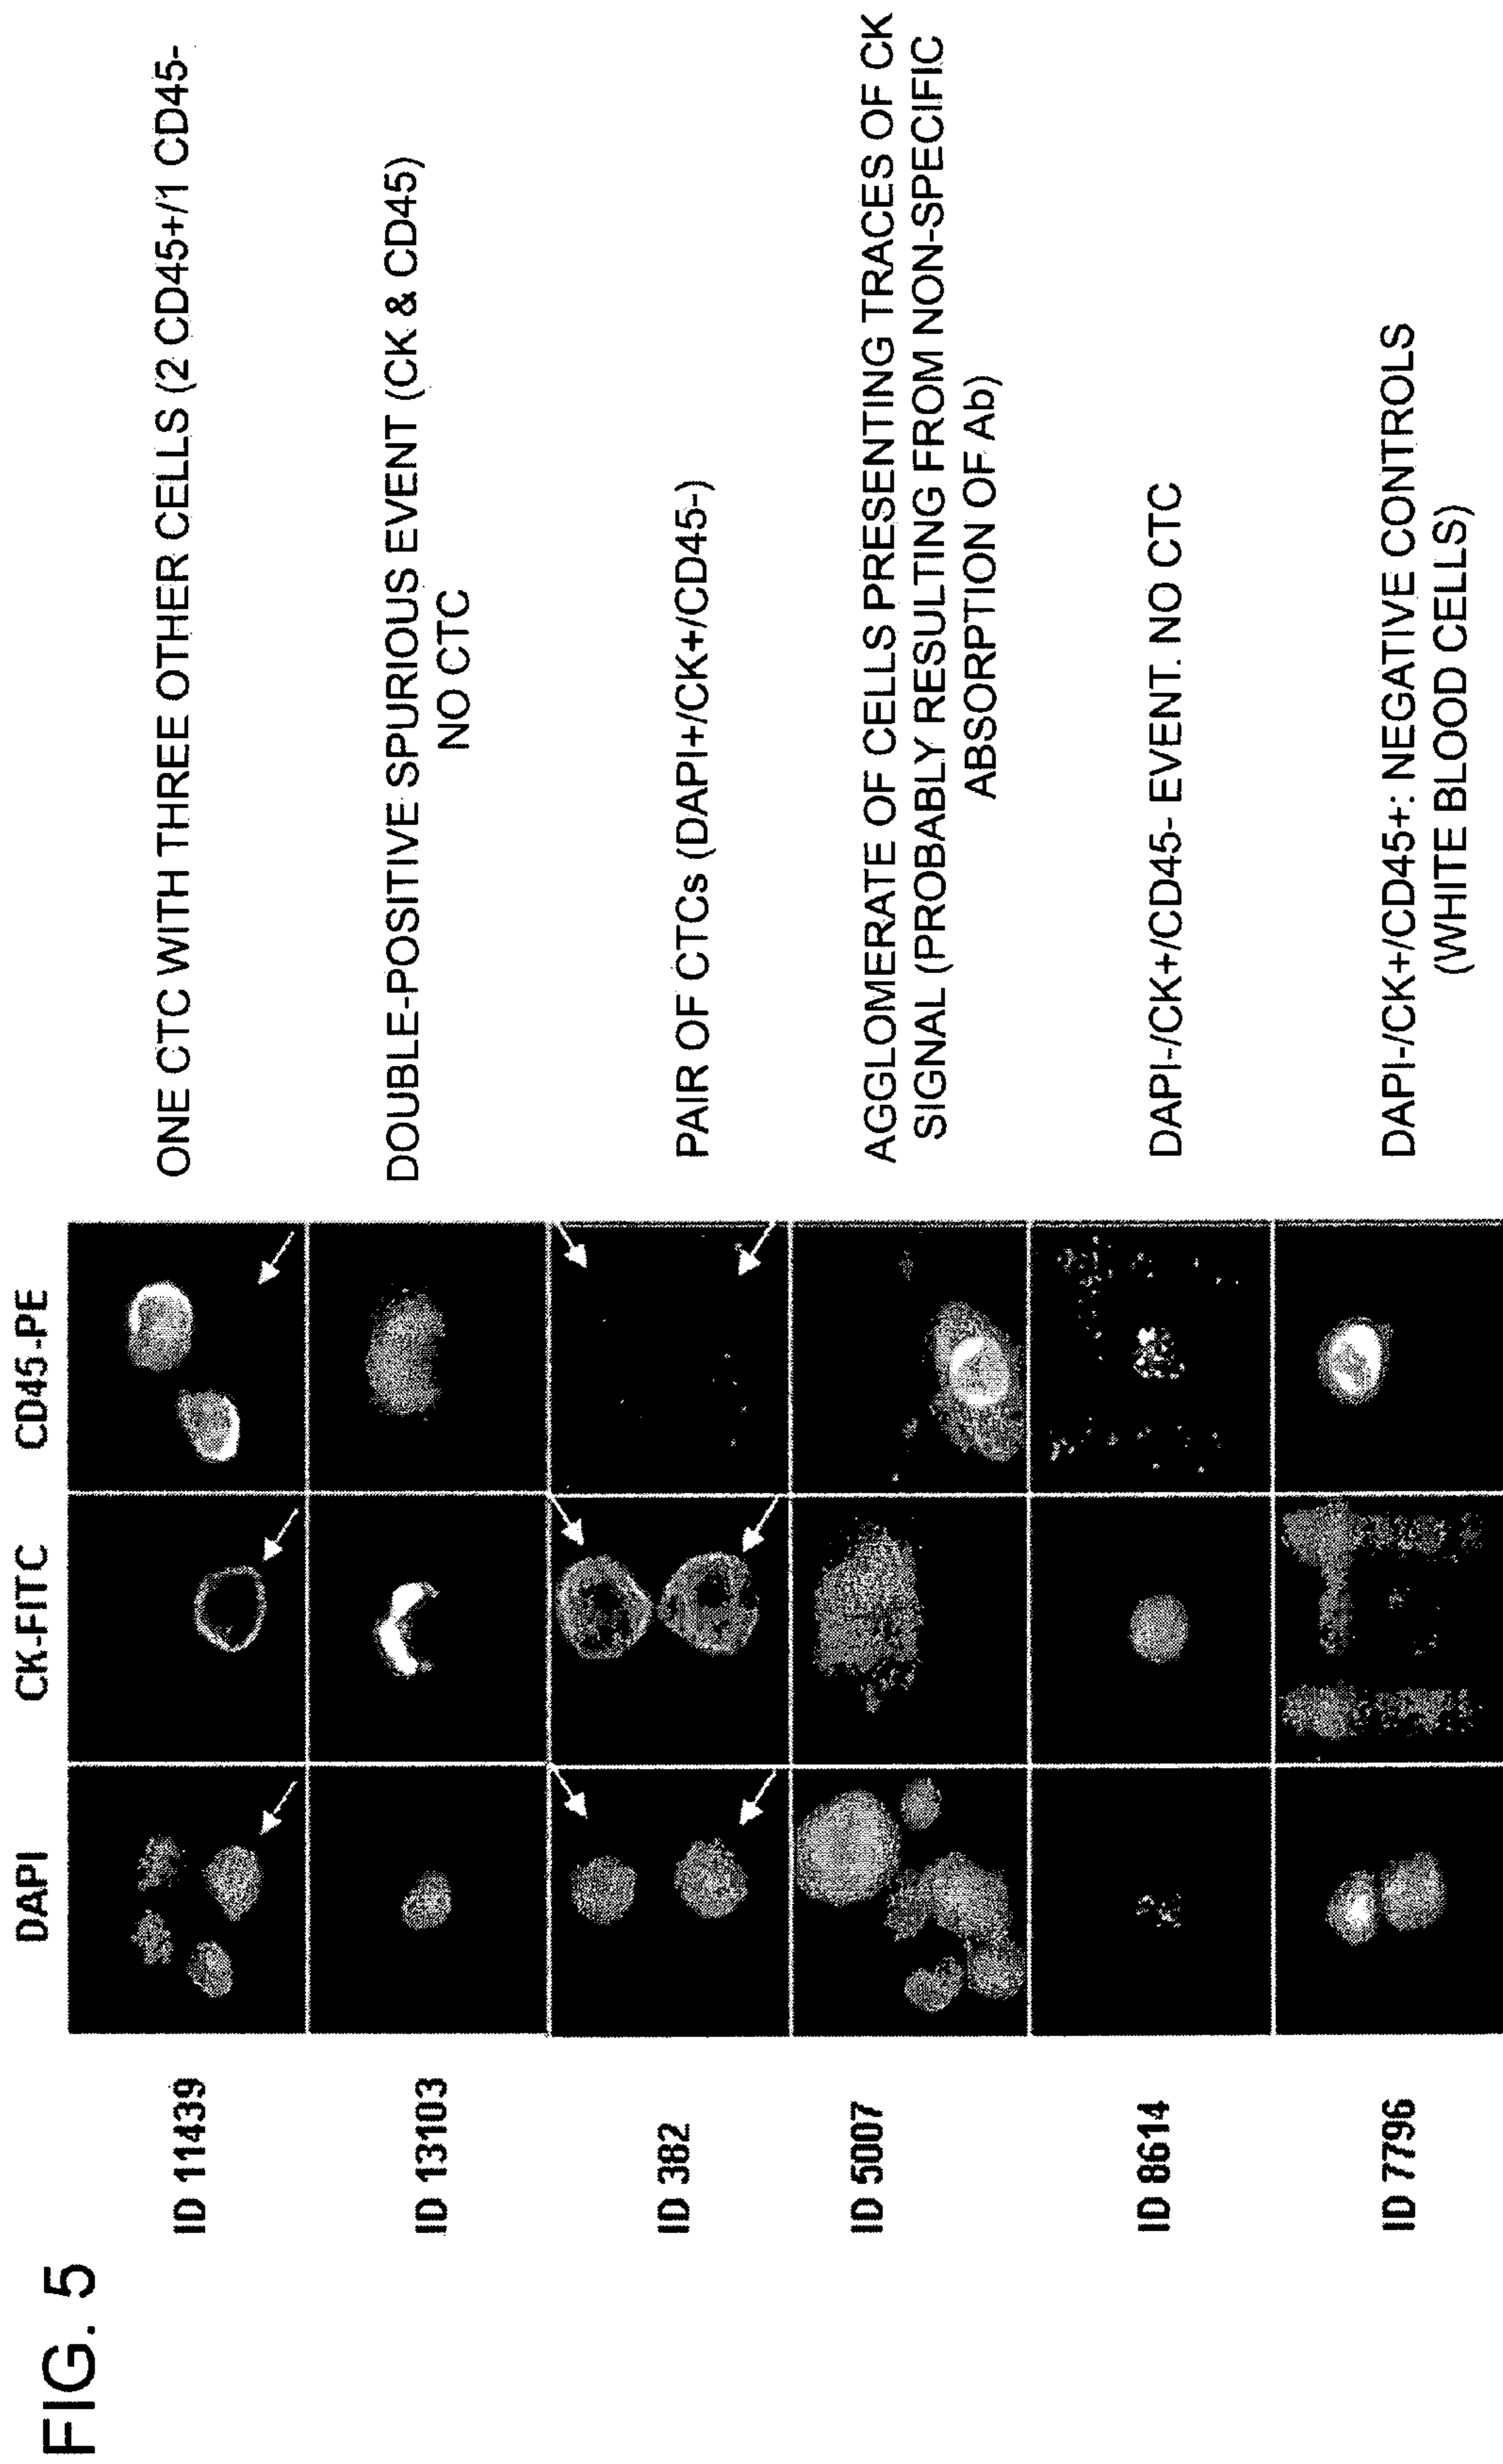 FIG. 5
DAPI
CK-FITC
CD45-PE
ID 11439
ONE CTC WITH THREE OTHER CELLS (2 CD45+/1 CD45-
ID 13103
DOUBLE-POSITIVE SPURIOUS EVENT (CK & CD45)
NO CTC
ID 382
PAIR OF CTCs (DAPI+/CK+/CD45-)
ID 5007
AGGLOMERATE OF CELLS PRESENTING TRACES OF CK
SIGNAL (PROBABLY RESULTING FROM NON-SPECIFIC
ABSORPTION OF Ab)
ID 8614
DAPI-/CK+/CD45- EVENT. NO CTC
ID 7796
DAPI-/CK+/CD45+: NEGATIVE CONTROLS
(WHITE BLOOD CELLS)